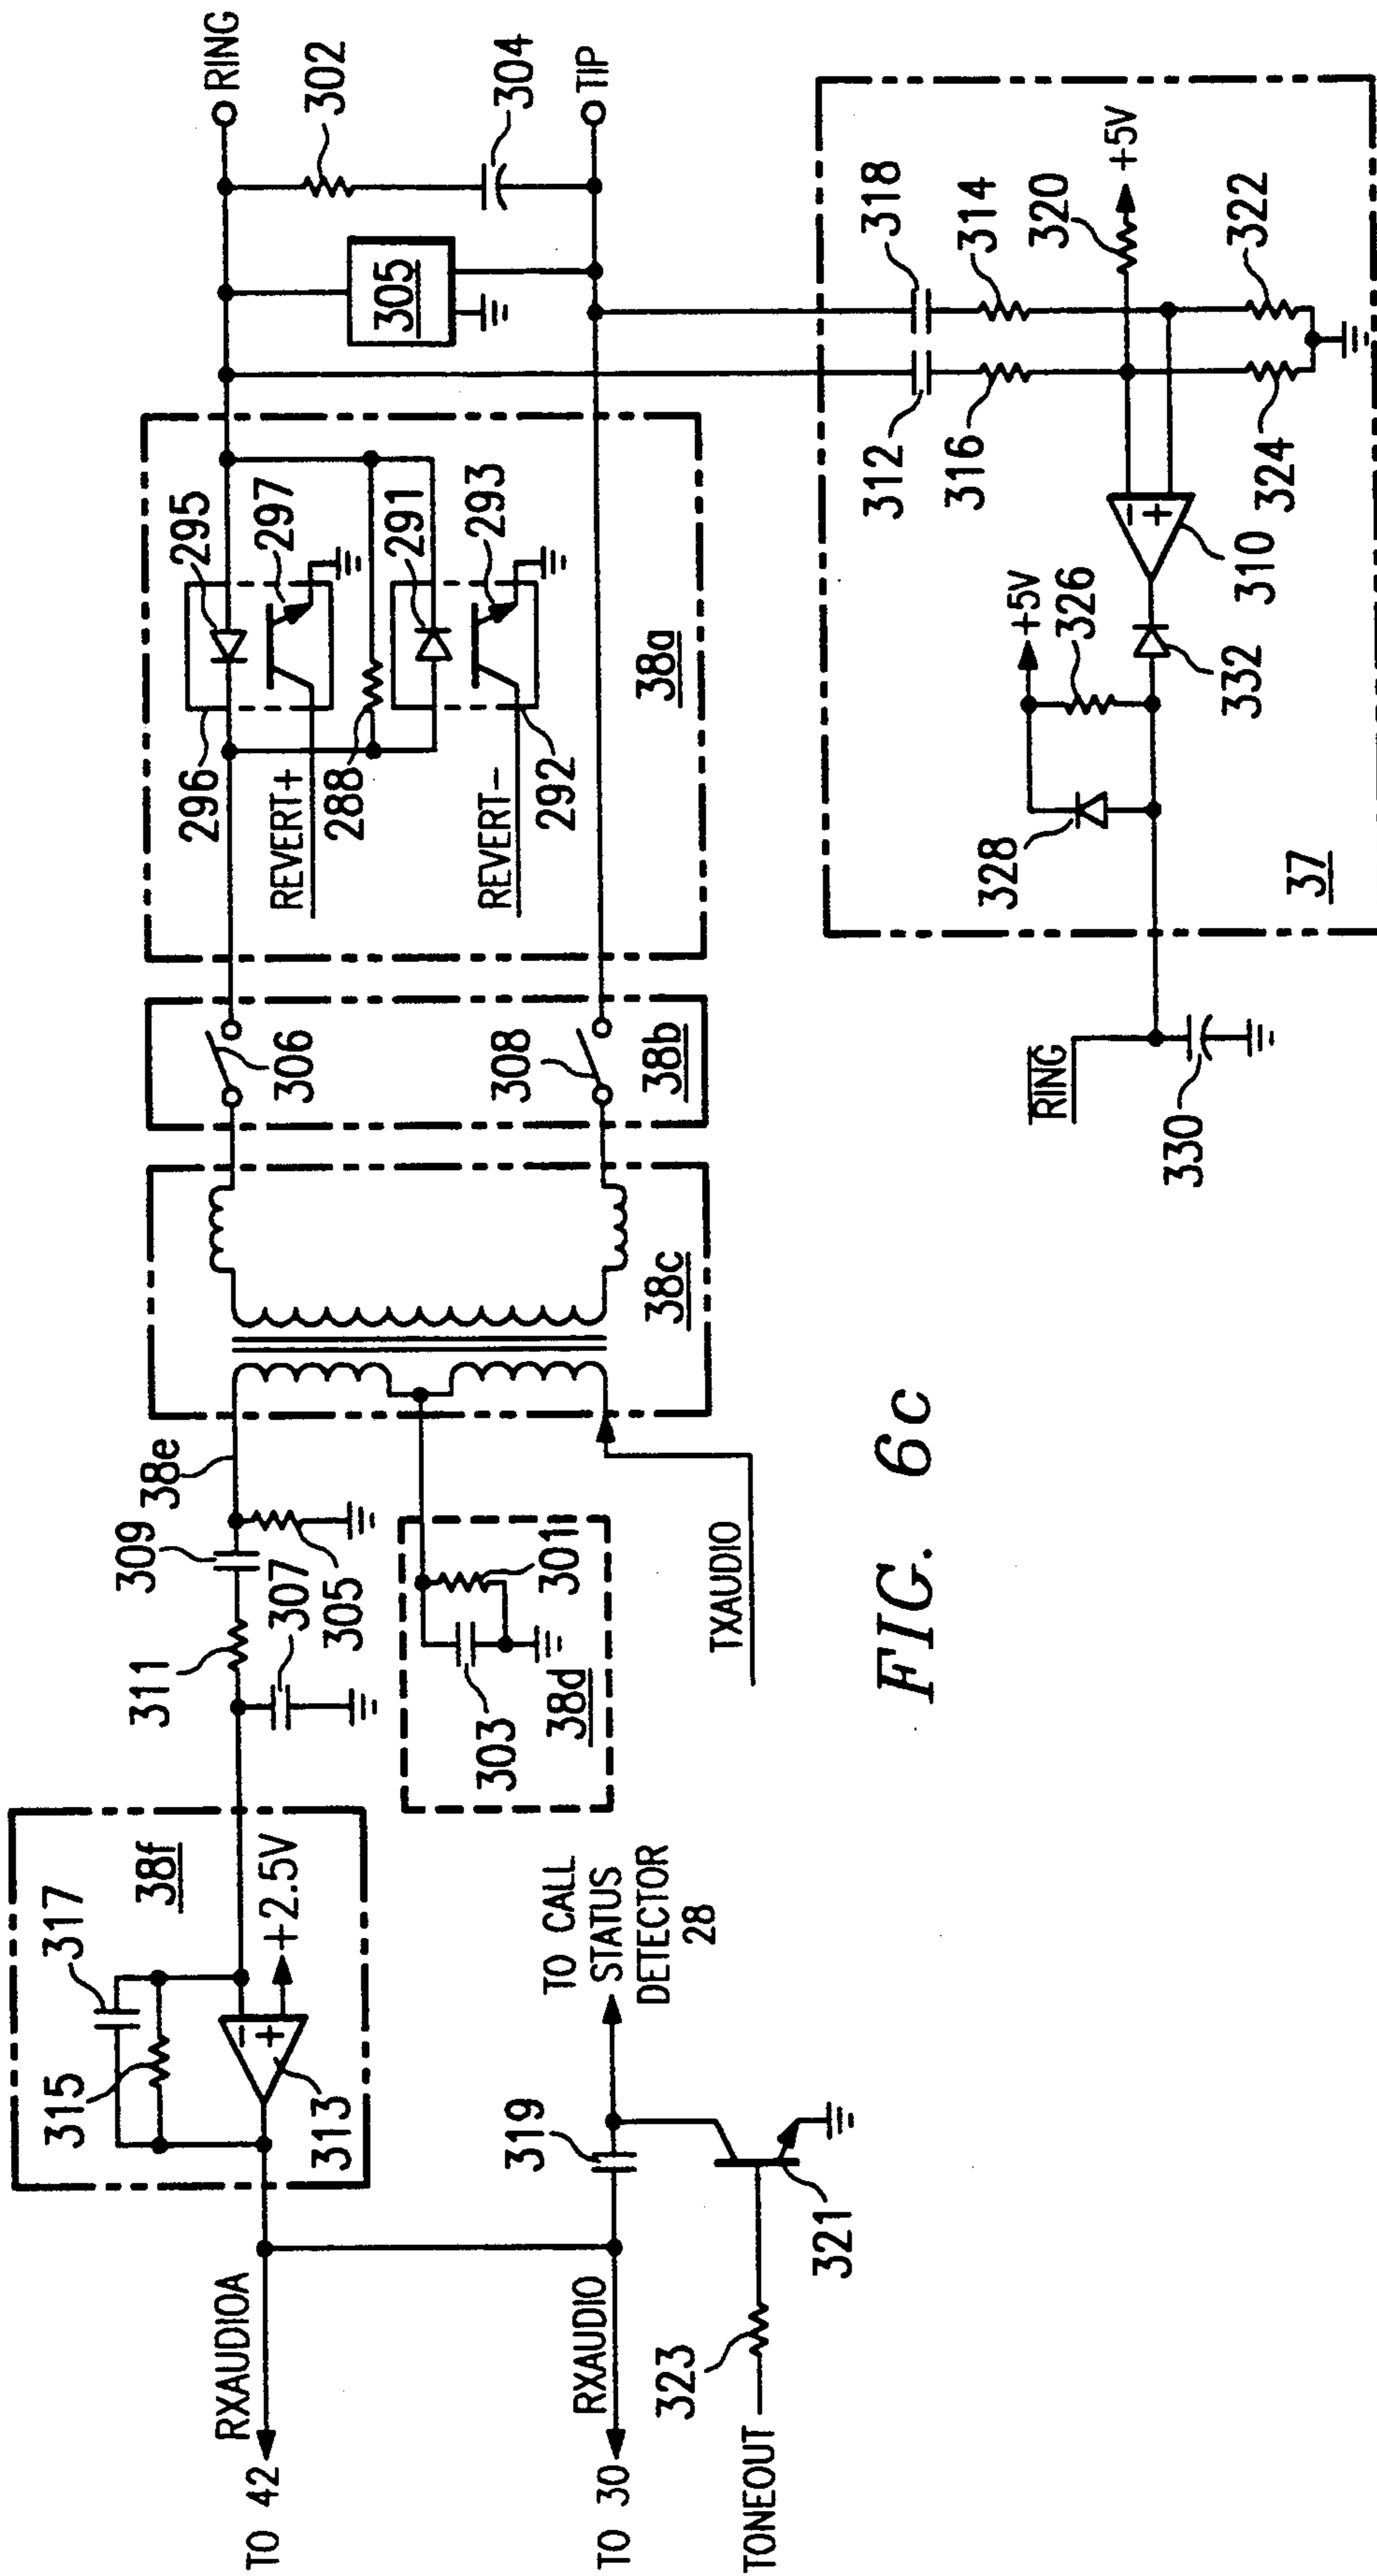 RING
302
304
TIP
305
295
297
296
REVERT+
288
291
293
REVERT-
292
38a
306
308
38b
38c
38e
309
311
307
305
301
303
38d
TXAUDIO
317
38f
315
+2.5V
313
RXAUDIOA
TO 42
319
TO CALL
STATUS
DETECTOR
28
RXAUDIO
TO 30
321
323
TONEOUT
318
312
314
316
320
+5V
322
324
310
+5V
326
332
328
37
RING
330
- +
- +
FIG. 6c